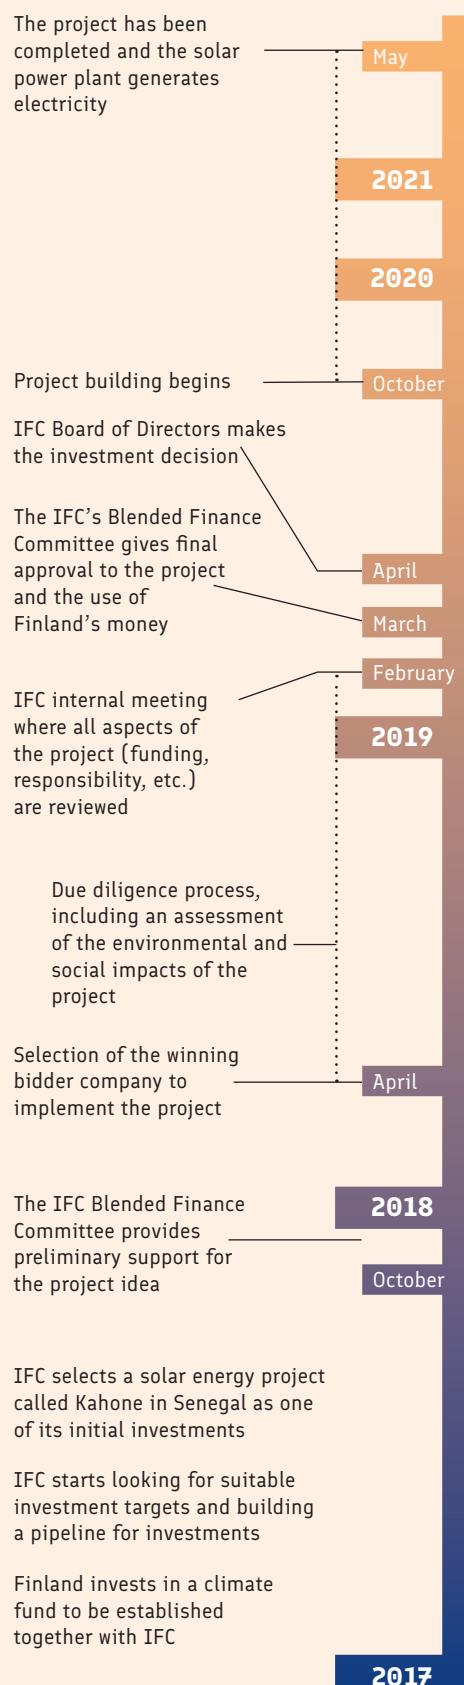 The project has been
completed and the solar
power plant generates
electricity
May
2021
2020
Project building begins
October
IFC Board of Directors makes
the investment decision
April
The IFC's Blended Finance
Committee gives final
approval to the project
and the use of
Finland's money
March
February
IFC internal meeting
where all aspects of
the project (funding,
responsibility, etc.)
are reviewed
2019
Due diligence process,
including an assessment
of the environmental and
social impacts of the
project
Selection of the winning
bidder company to
implement the project
April
2018
The IFC Blended Finance
Committee provides
preliminary support for
the project idea
October
IFC selects a solar energy project
called Kahone in Senegal as one
of its initial investments
IFC starts looking for suitable
investment targets and building
a pipeline for investments
Finland invests in a climate
fund to be established
together with IFC
2017